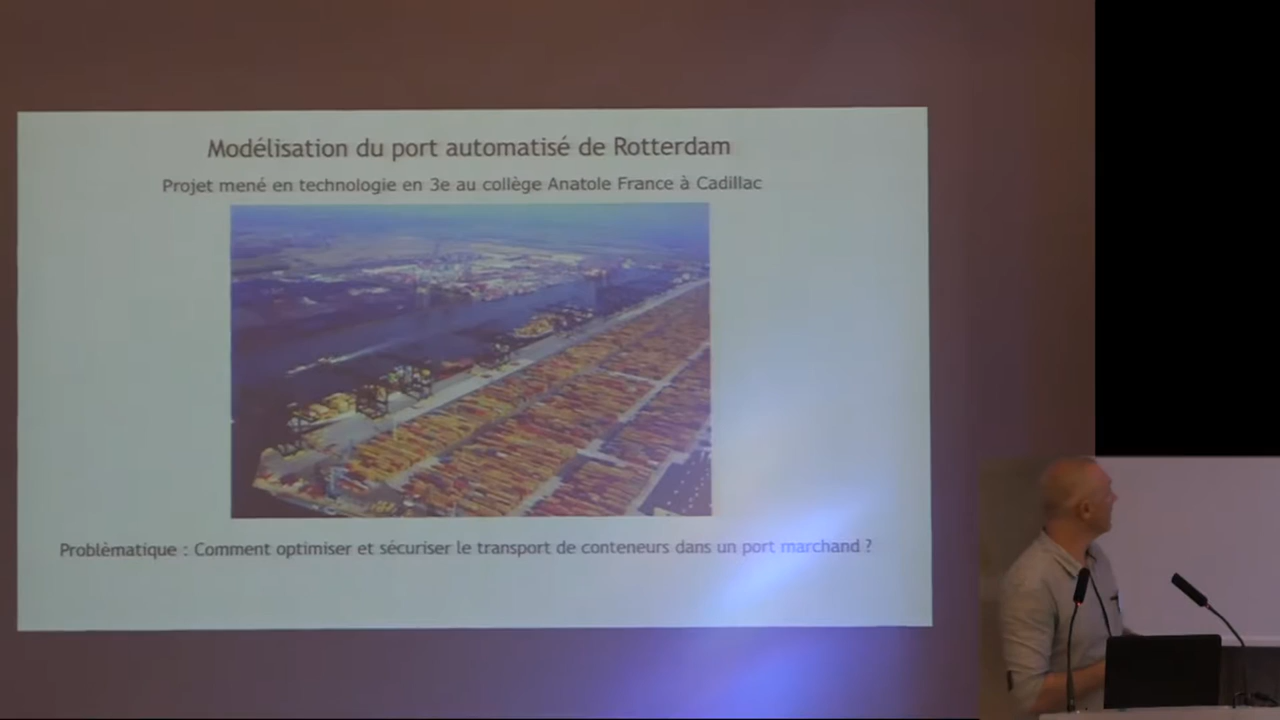 Modélisation du port automatisé de Rotterdam
Projet mené en technologie en 3e au collège Anatole France à Cadillac
Problèmatique : Comment optimiser et sécuriser le transport de conteneurs dans un port marchand ?